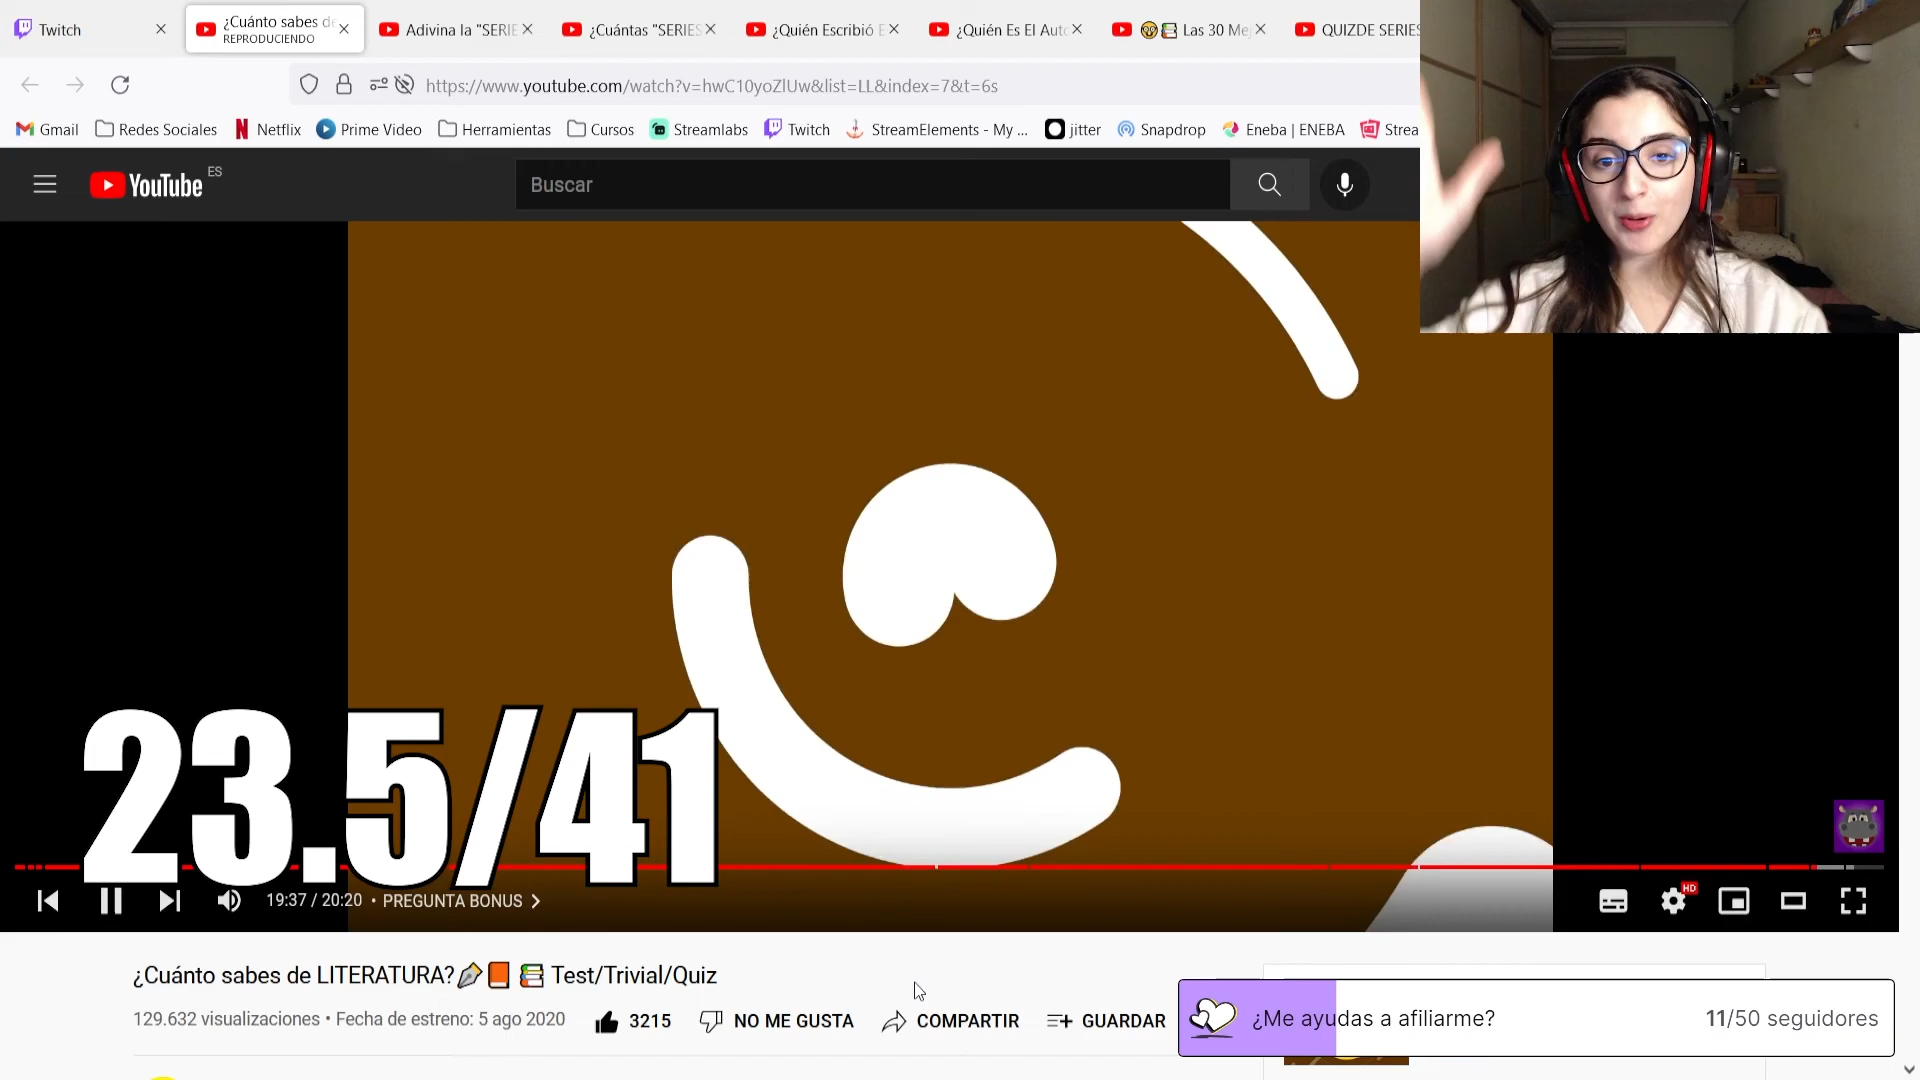 Twitch
¿Cuánto sabes de
REPRODUCIENDO
Adivina la "SERIE
¿Cuántas "SERIES
¿Quién Escribió E
¿Quién Es El Auto
Las 30 Me
QUIZDE SERIES
https://www.youtube.com/watch?v=hwC10yoZlUw&list=LL&index=7&t=6s
Gmail
Redes Sociales
Netflix
Prime Video
Herramientas
Cursos
Streamlabs
Twitch
StreamElements - My ...
jitter
Snapdrop
Eneba | ENEBA
Strea
YouTube ES
Buscar
23.5/41
19:37 / 20:20 • PREGUNTA BONUS
HD
¿Cuánto sabes de LITERATURA?🖋📕 📚 Test/Trivial/Quiz
129.632 visualizaciones • Fecha de estreno: 5 ago 2020
3215
NO ME GUSTA
COMPARTIR
GUARDAR
¿Me ayudas a afiliarme?
11/50 seguidores